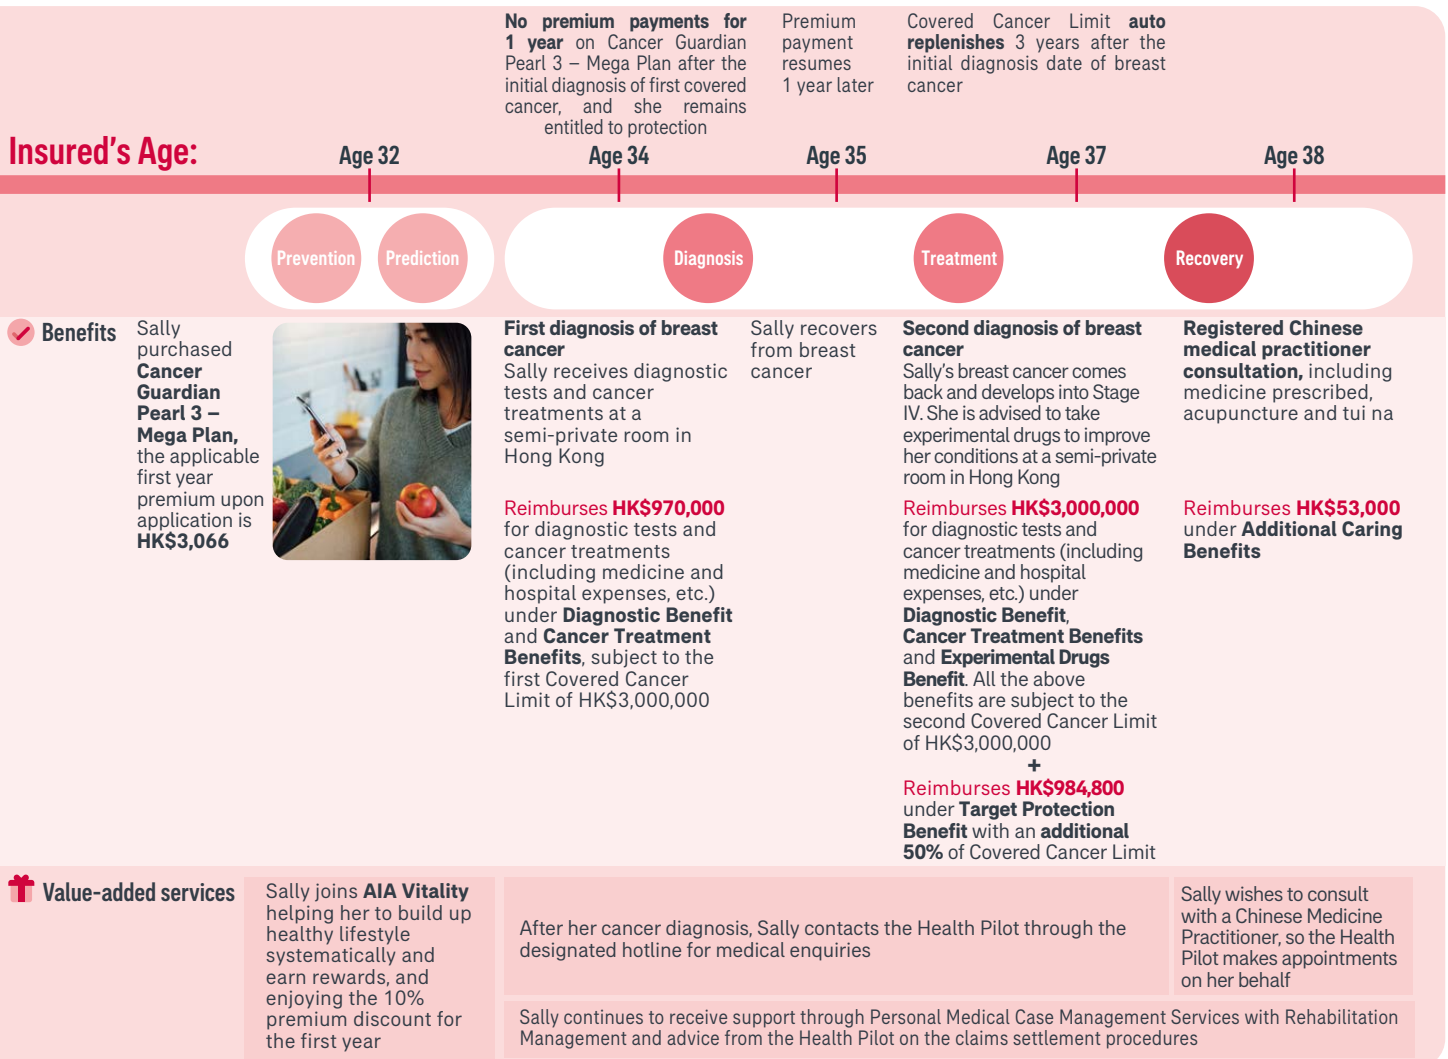 No premium payments for
1 year on Cancer Guardian
Pearl 3 – Mega Plan after the
initial diagnosis of first covered
cancer, and she remains
entitled to protection
Premium
payment
resumes
1 year later
Covered Cancer Limit auto
replenishes 3 years after the
initial diagnosis date of breast
cancer
Insured's Age:
Age 32
Age 34
Age 35
Age 37
Age 38
Prevention
Prediction
Diagnosis
Treatment
Recovery
Benefits
Sally
purchased
Cancer
Guardian
Pearl 3 –
Mega Plan,
the applicable
first year
premium upon
application is
HK$3,066
First diagnosis of breast
cancer
Sally receives diagnostic
tests and cancer
treatments at a
semi-private room in
Hong Kong
Reimburses HK$970,000
for diagnostic tests and
cancer treatments
(including medicine and
hospital expenses, etc.)
under Diagnostic Benefit
and Cancer Treatment
Benefits, subject to the
first Covered Cancer
Limit of HK$3,000,000
Sally recovers
from breast
cancer
Second diagnosis of breast
cancer
Sally's breast cancer comes
back and develops into Stage
IV. She is advised to take
experimental drugs to improve
her conditions at a semi-private
room in Hong Kong
Reimburses HK$3,000,000
for diagnostic tests and
cancer treatments (including
medicine and hospital
expenses, etc.) under
Diagnostic Benefit,
Cancer Treatment Benefits
and Experimental Drugs
Benefit. All the above
benefits are subject to the
second Covered Cancer Limit
of HK$3,000,000
+
Reimburses HK$984,800
under Target Protection
Benefit with an additional
50% of Covered Cancer Limit
Registered Chinese
medical practitioner
consultation, including
medicine prescribed,
acupuncture and tui na
Reimburses HK$53,000
under Additional Caring
Benefits
Value-added services
Sally joins AIA Vitality
helping her to build up
healthy lifestyle
systematically and
earn rewards, and
enjoying the 10%
premium discount for
the first year
After her cancer diagnosis, Sally contacts the Health Pilot through the
designated hotline for medical enquiries
Sally wishes to consult
with a Chinese Medicine
Practitioner, so the Health
Pilot makes appointments
on her behalf
Sally continues to receive support through Personal Medical Case Management Services with Rehabilitation
Management and advice from the Health Pilot on the claims settlement procedures